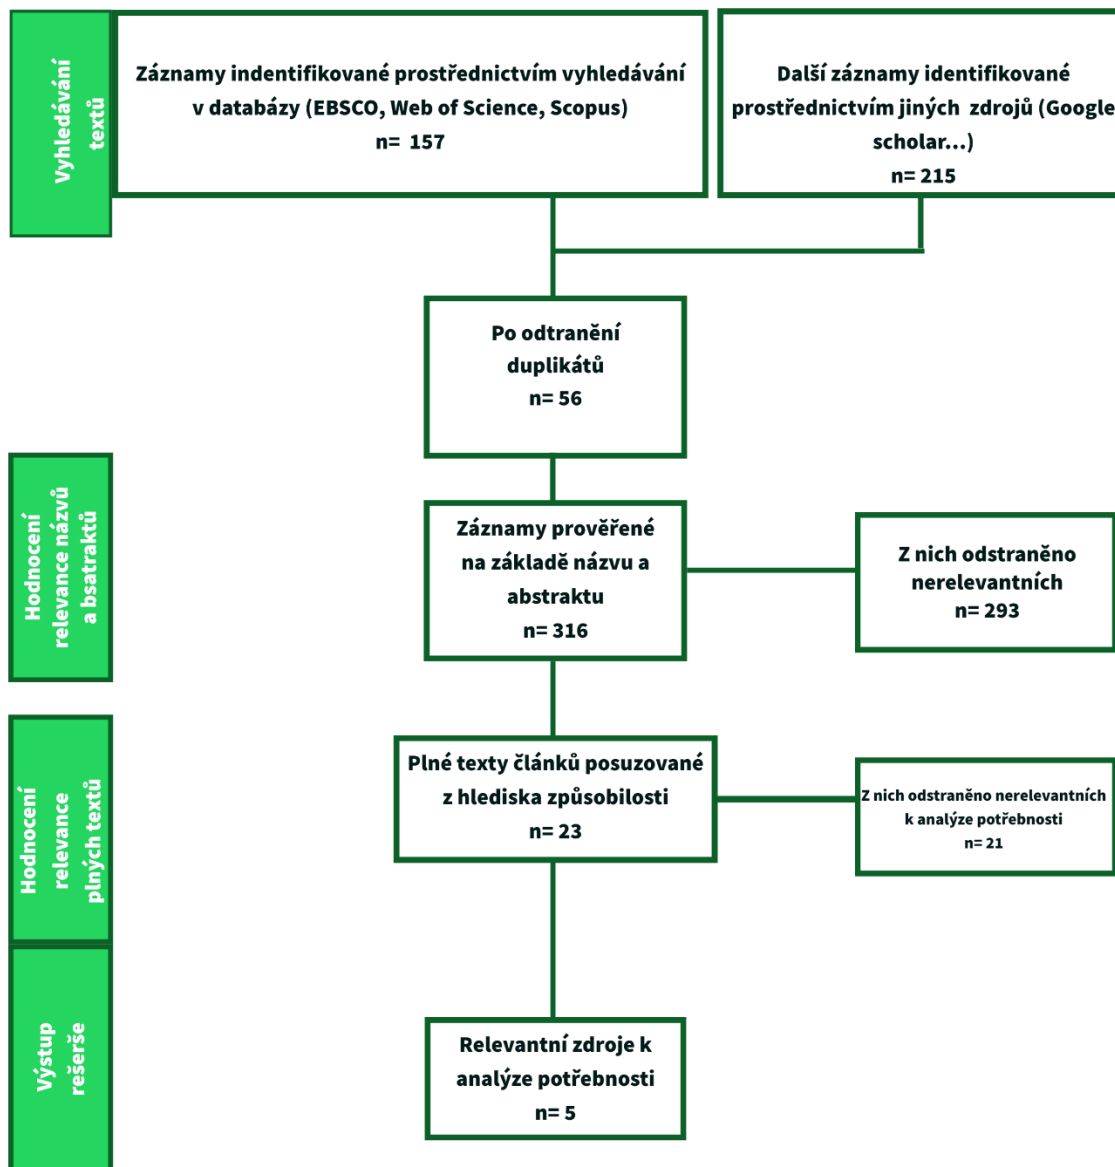 Vyhledávání
textů
Záznamy indentifikované prostřednictvím vyhledávání
v databázy (EBSCO, Web of Science, Scopus)
n= 157
Další záznamy identifikované
prostřednictvím jiných zdrojů (Google
scholar...)
n= 215
Po odtranění
duplikátů
n= 56
Hodnocení
relevance názvů
a bsatraktů
Záznamy prověřené
na základě názvu a
abstraktu
n= 316
Z nich odstraněno
nerelevantních
n= 293
Hodnocení
relevance
plných textů
Plné texty článků posuzované
z hlediska způsobilosti
n= 23
Z nich odstraněno nerelevantních
k analýze potřebnosti
n= 21
Výstup
rešerše
Relevantní zdroje k
analýze potřebnosti
n= 5